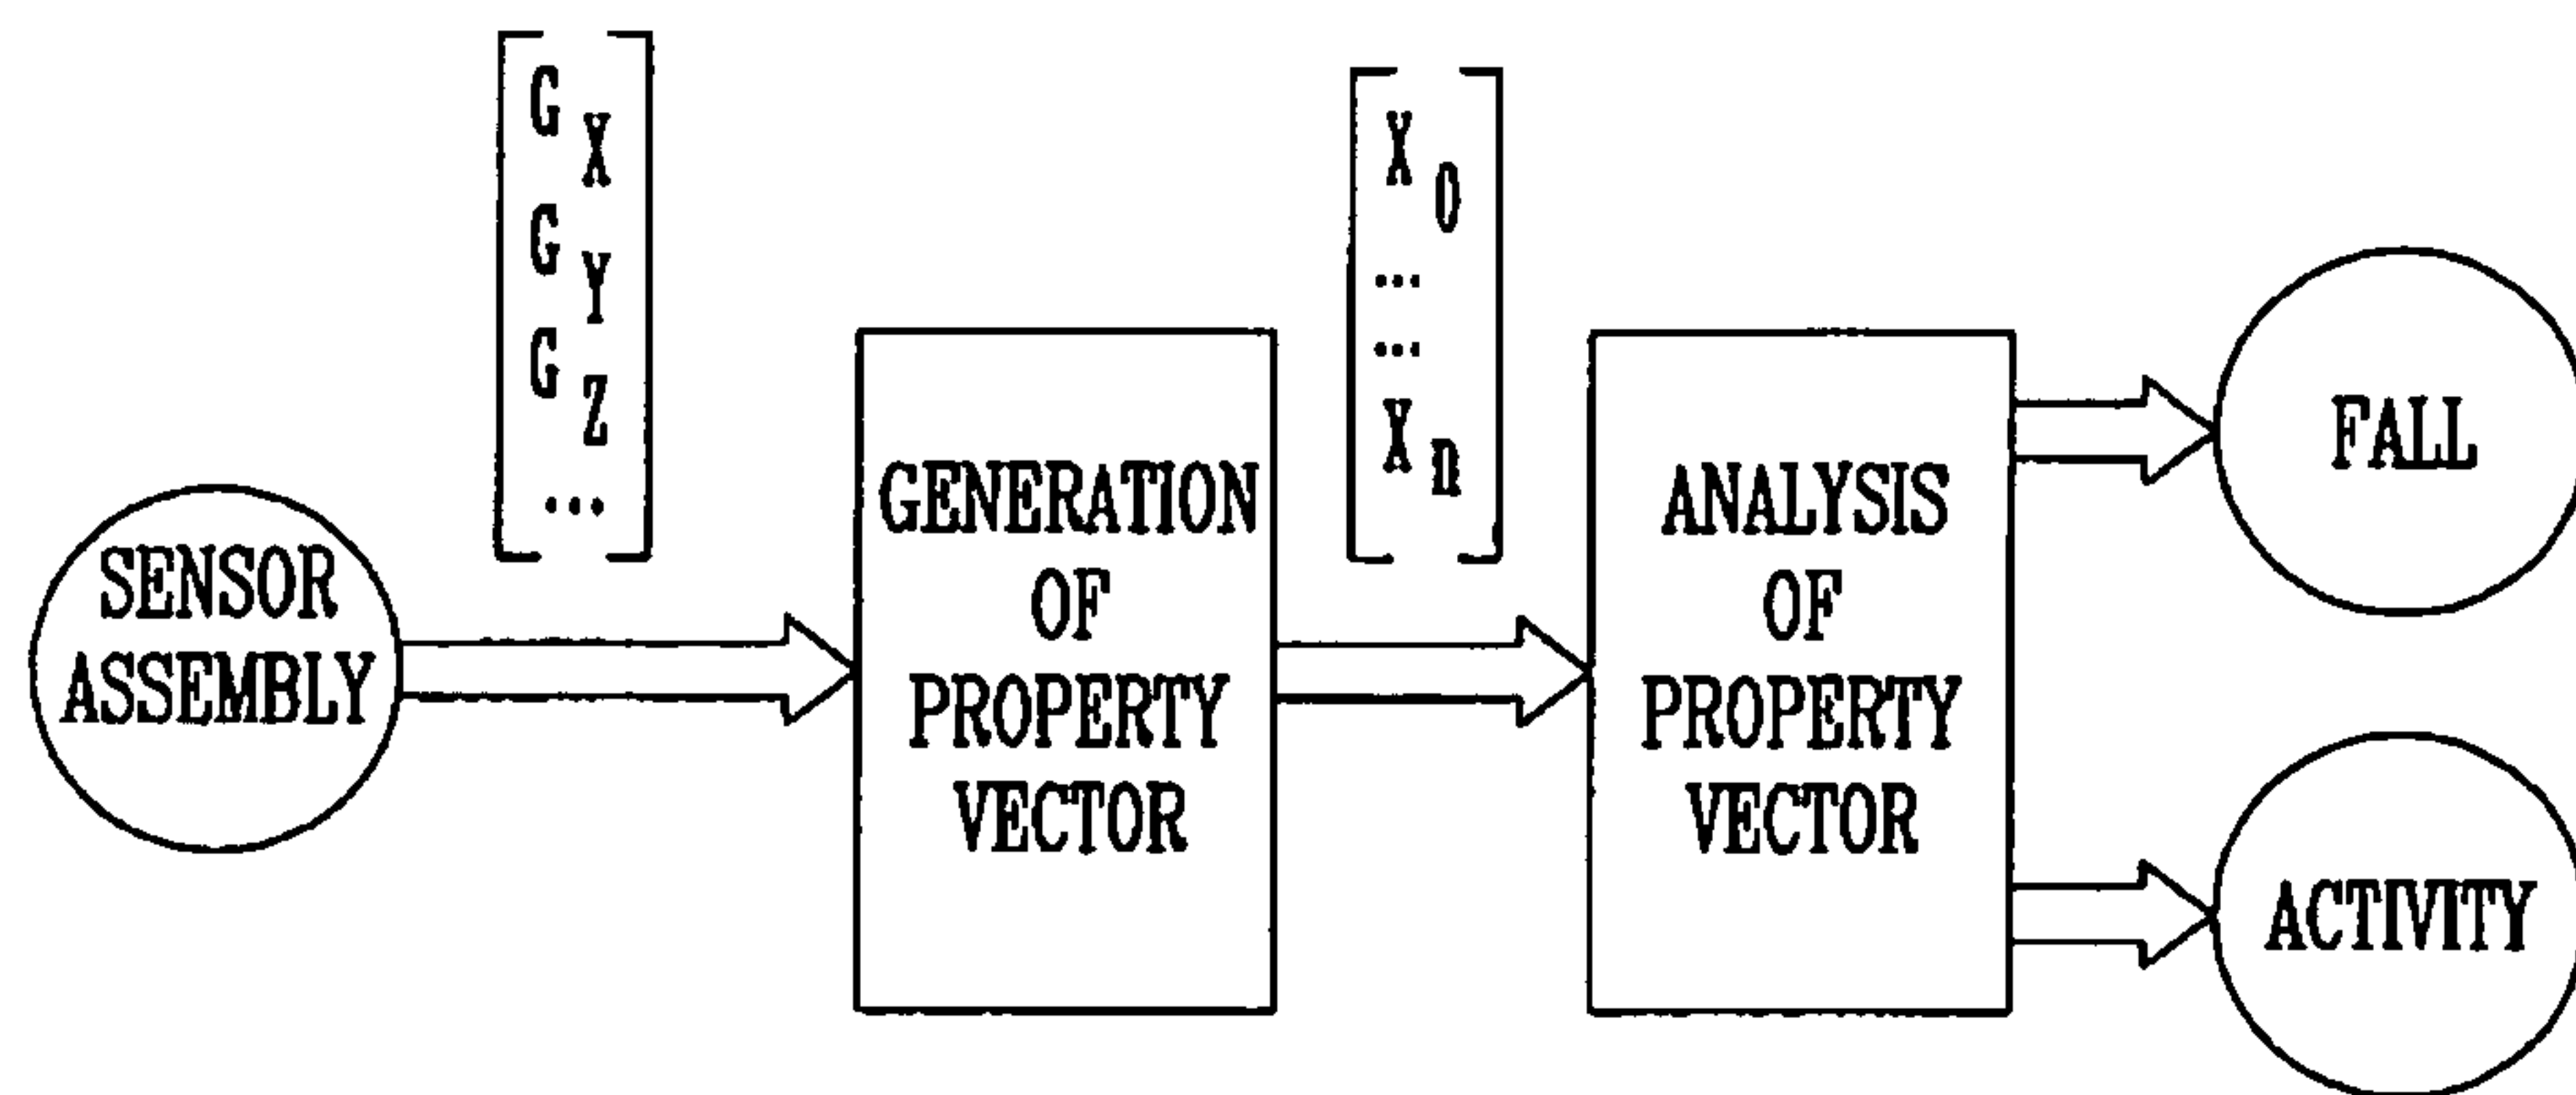 G X
G Y
G Z
...
X 0
...
...
X n
SENSOR
ASSEMBLY
GENERATION
OF
PROPERTY
VECTOR
ANALYSIS
OF
PROPERTY
VECTOR
FALL
ACTIVITY